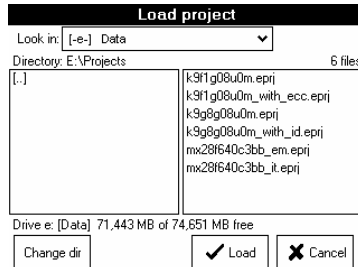 Load project
Look in: [-e-] Data
Directory: E:\Projects 6 files
[..]
k9f1g08u0m.eprj
k9f1g08u0m_with_ecc.eprj
k9g8g08u0m.eprj
k9g8g08u0m_with_id.eprj
mx28f640c3bb_em.eprj
mx28f640c3bb_it.eprj
Drive e: [Data] 71,443 MB of 74,651 MB free
Change dir Load Cancel